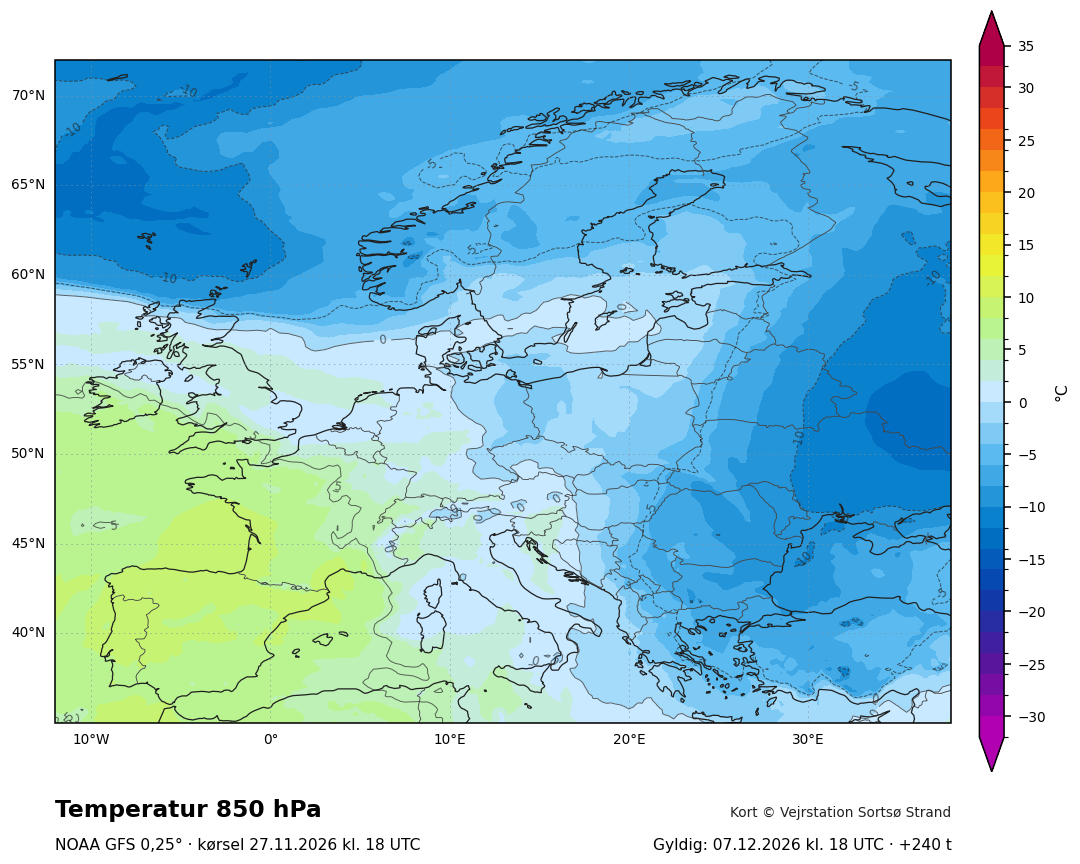 70°N
65°N
60°N
55°N
50°N
45°N
40°N
10°W 0° 10°E 20°E 30°E
35
30
25
20
15
10
5
0
−5
−10
−15
−20
−25
−30
°C
Temperatur 850 hPa
Kort © Vejrstation Sortsø Strand
NOAA GFS 0,25° · kørsel 27.11.2026 kl. 18 UTC
Gyldig: 07.12.2026 kl. 18 UTC · +240 t